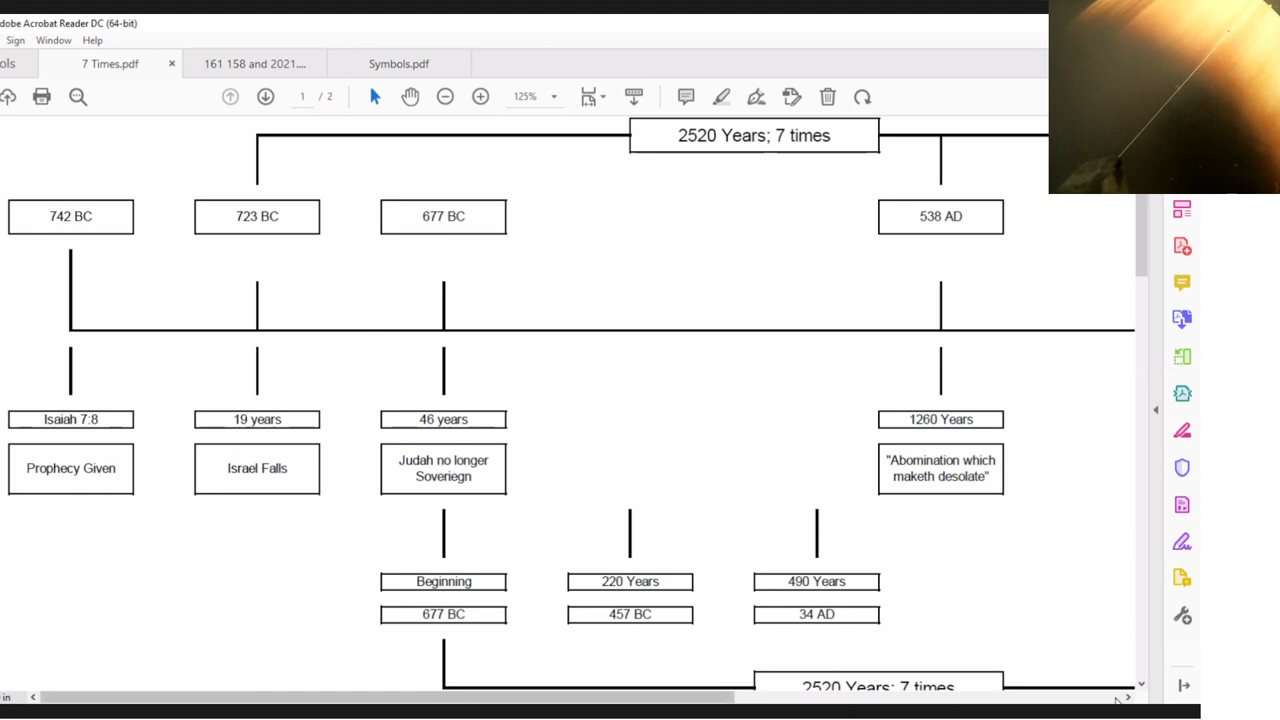 dobe Acrobat Reader DC (64-bit)
Sign Window Help
ols
7 Times.pdf ×
161 158 and 2021....
Symbols.pdf
1 / 2
125%
2520 Years; 7 times
742 BC
723 BC
677 BC
538 AD
Isaiah 7:8
19 years
46 years
1260 Years
Prophecy Given
Israel Falls
Judah no longer
Soveriegn
"Abomination which
maketh desolate"
Beginning
220 Years
490 Years
677 BC
457 BC
34 AD
2520 Years; 7 times
in